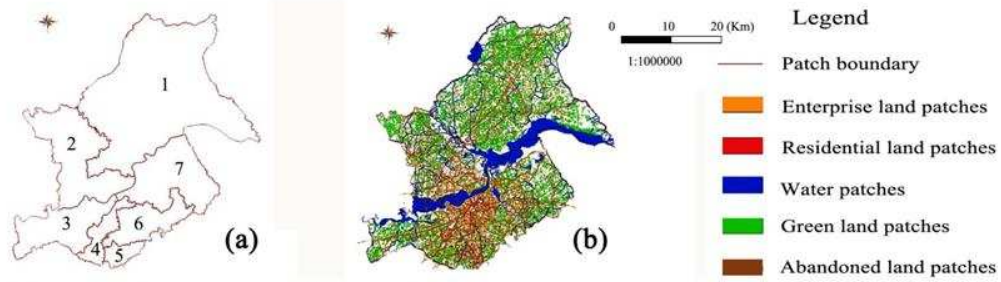 1
2
7
3
6
4
5
(a)
(b)
0 10 20 (Km)
1:1000000
Legend
Patch boundary
Enterprise land patches
Residential land patches
Water patches
Green land patches
Abandoned land patches